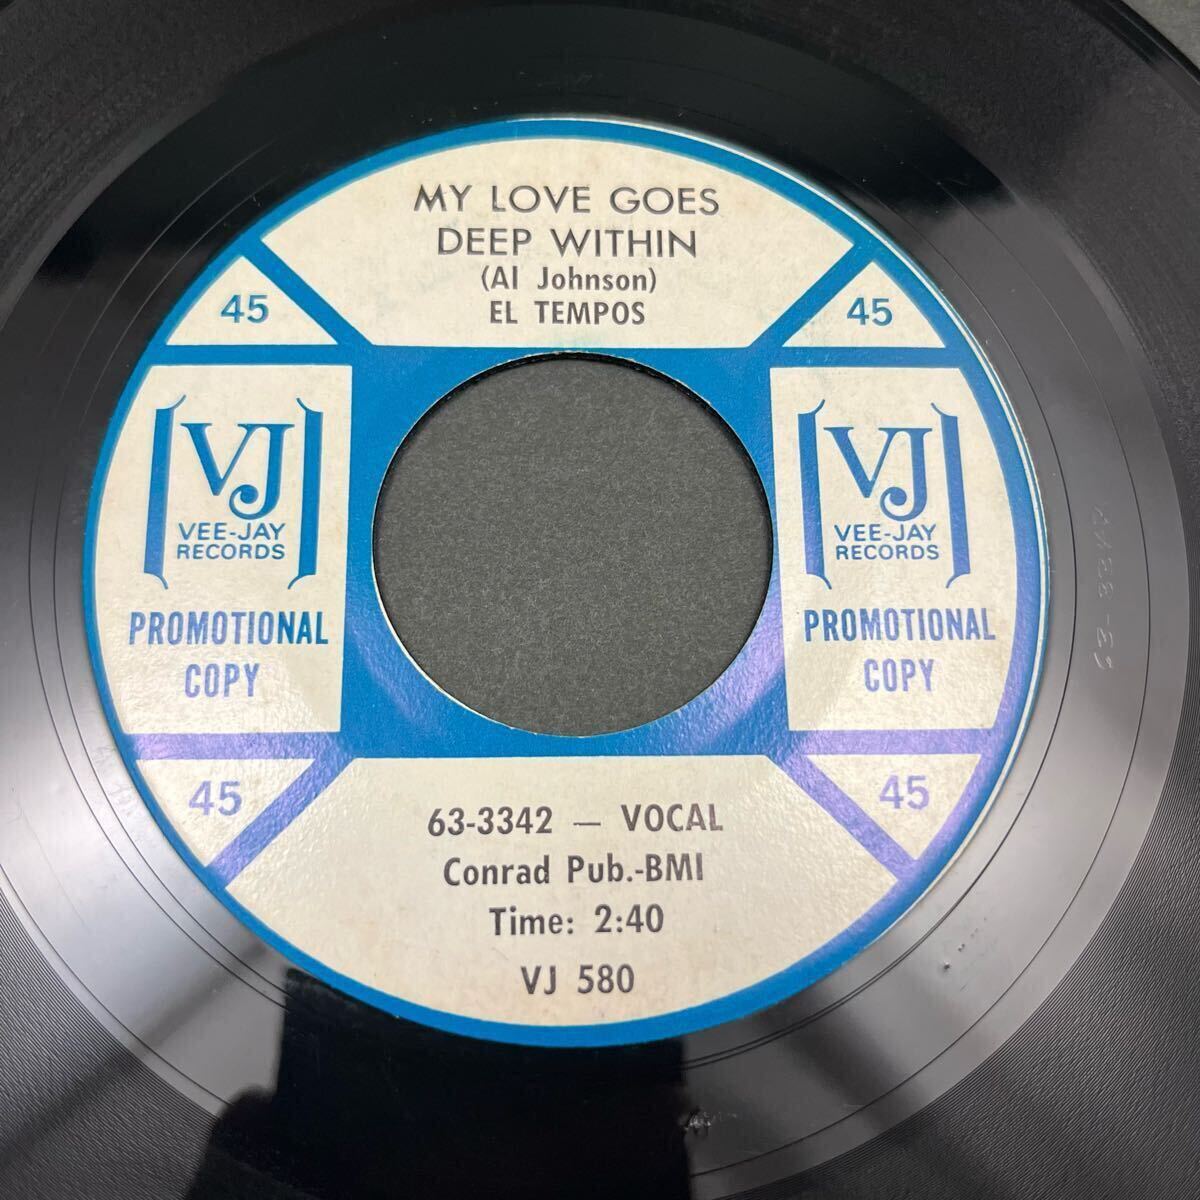 MY LOVE GOES
DEEP WITHIN
(Al Johnson)
EL TEMPOS
45
45
VJ
VEE-JAY
RECORDS
PROMOTIONAL
COPY
VJ
VEE-JAY
RECORDS
PROMOTIONAL
COPY
45
45
63-3342 — VOCAL
Conrad Pub.-BMI
Time: 2:40
VJ 580